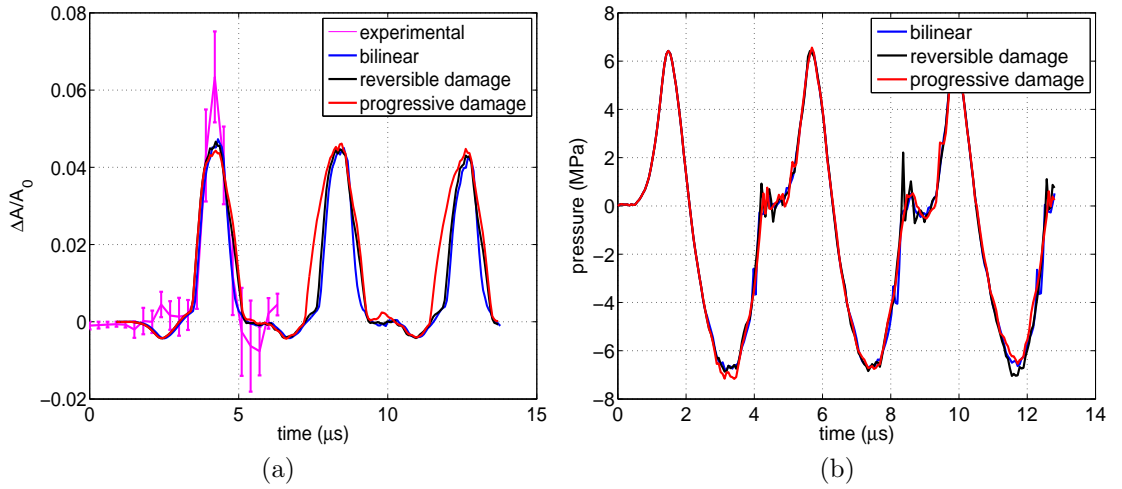 0.08
0.06
0.04
0.02
0
−0.02
ΔA/A0
0
5
10
15
time (μs)
experimental
bilinear
reversible damage
progressive damage
(a)
8
6
4
2
0
−2
−4
−6
−8
pressure (MPa)
0
2
4
6
8
10
12
14
time (μs)
bilinear
reversible damage
progressive damage
(b)